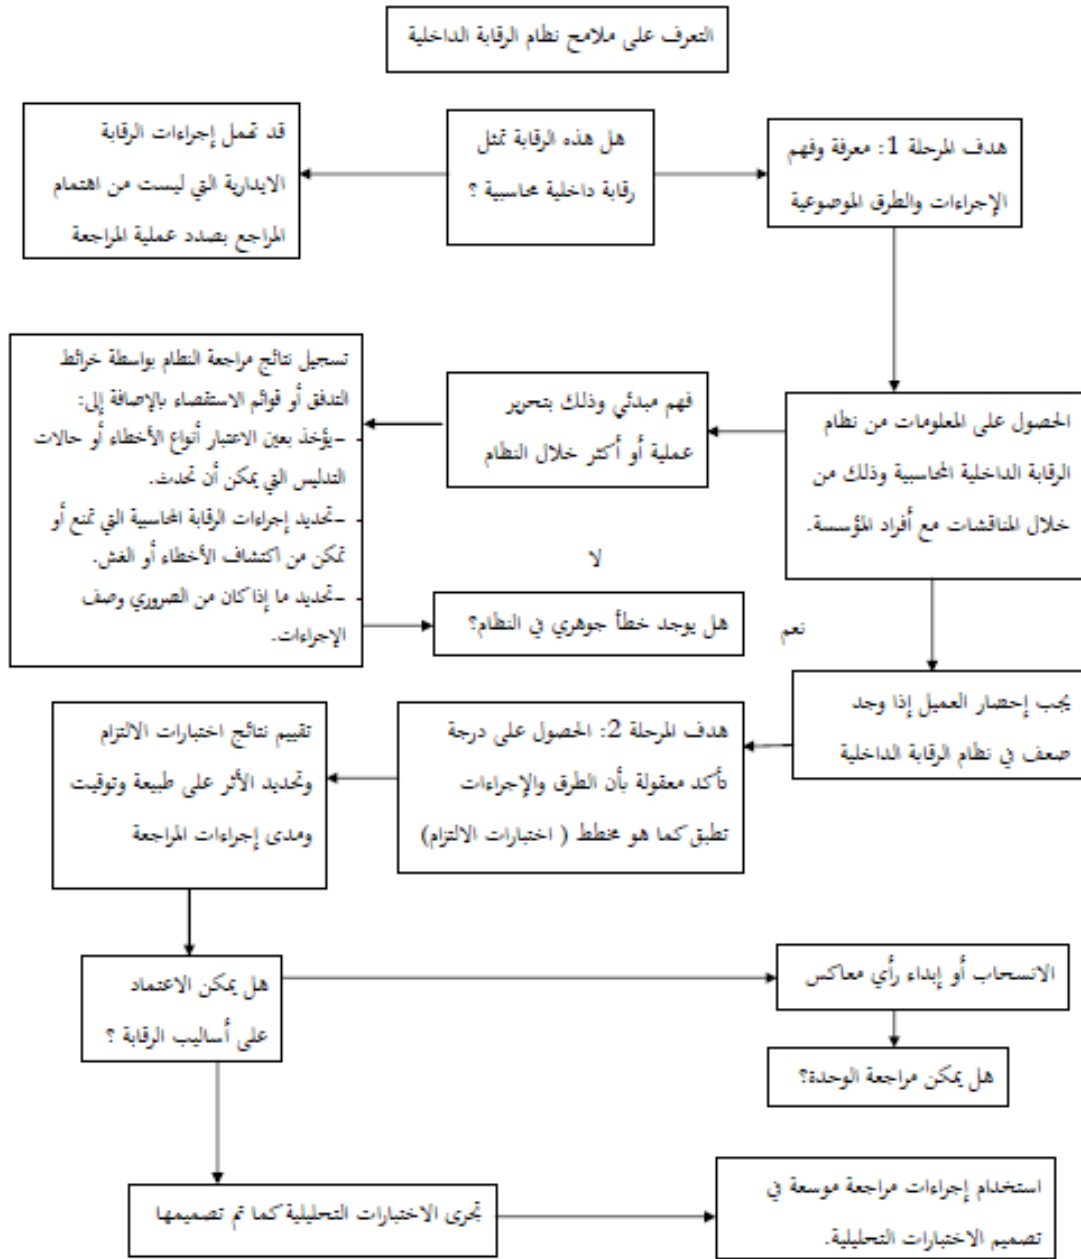 التعرف على ملامح نظام الرقابة الداخلية
هدف المرحلة 1: معرفة وفهم
الإجراءات والطرق الموضوعية
هل هذه الرقابة تمثل
رقابة داخلية محاسبية ؟
قد تهمل إجراءات الرقابة
الايدارية التي ليست من اهتمام
المراجع بصدد عملية المراجعة
الحصول على المعلومات من نظام
الرقابة الداخلية المحاسبية وذلك من
خلال المناقشات مع أفراد المؤسسة.
فهم مبدئي وذلك بتحرير
عملية أو أكثر خلال النظام
تسجيل نتائج مراجعة النظام بواسطة خرائط
التدفق أو قوائم الاستقصاء بالإضافة إلى:
- -يؤخذ بعين الاعتبار أنواع الأخطاء أو حالات
التدليس التي يمكن أن تحدث.
- -تحديد إجراءات الرقابة المحاسبية التي تمنع أو
تمكن من اكتشاف الأخطاء أو الغش.
- -تحديد ما إذا كان من الضروري وصف
الإجراءات.
لا
هل يوجد خطأ جوهري في النظام؟
نعم
يجب إحضار العميل إذا وجد
ضعف في نظام الرقابة الداخلية
هدف المرحلة 2: الحصول على درجة
تأكد معقولة بأن الطرق والإجراءات
تطبق كما هو مخطط ( اختبارات الالتزام)
تقييم نتائج اختبارات الالتزام
وتحديد الأثر على طبيعة وتوقيت
ومدى إجراءات المراجعة
الانسحاب أو إبداء رأي معاكس
هل يمكن الاعتماد
على أساليب الرقابة ؟
هل يمكن مراجعة الوحدة؟
استخدام إجراءات مراجعة موسعة في
تصميم الاختبارات التحليلية.
تجرى الاختبارات التحليلية كما تم تصميمها